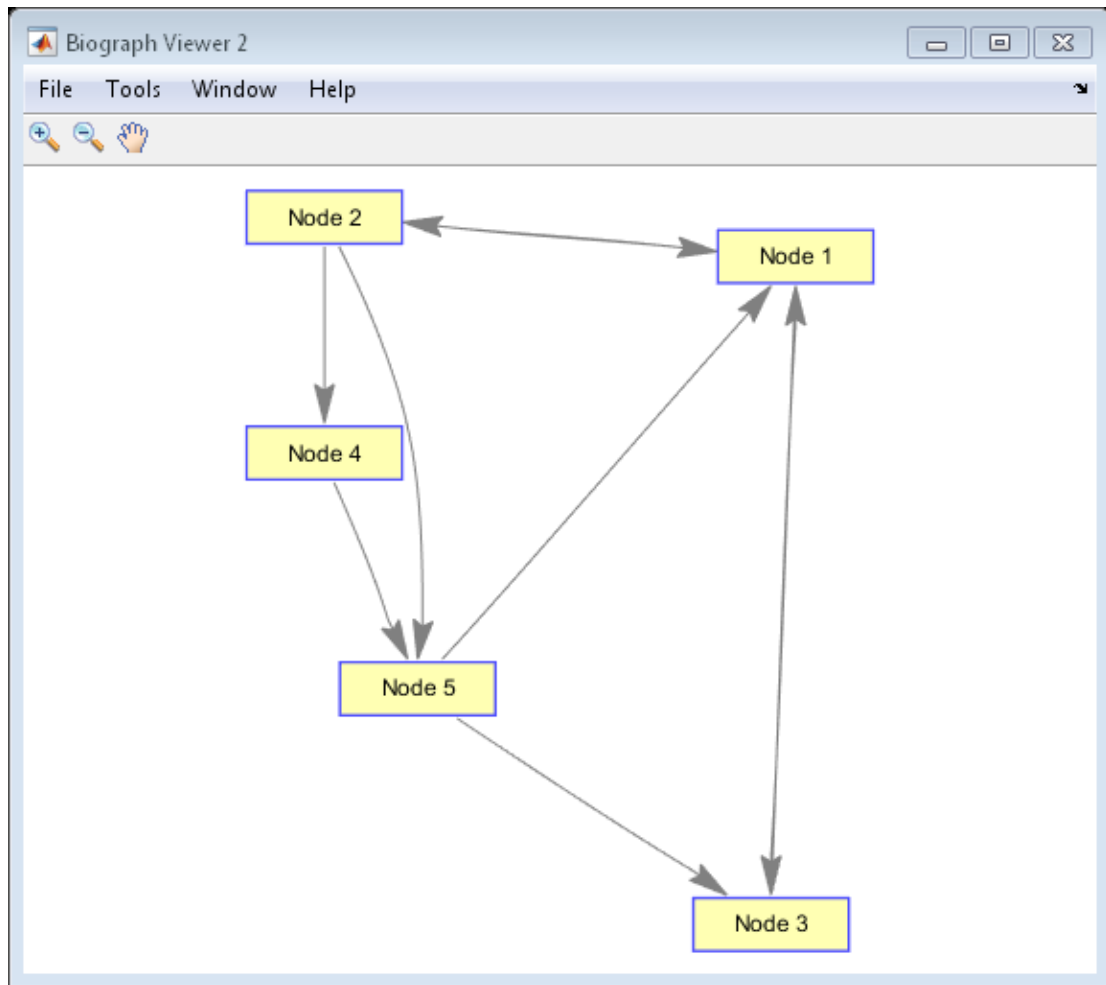 Biograph Viewer 2
File Tools Window Help
Node 2
Node 1
Node 4
Node 5
Node 3